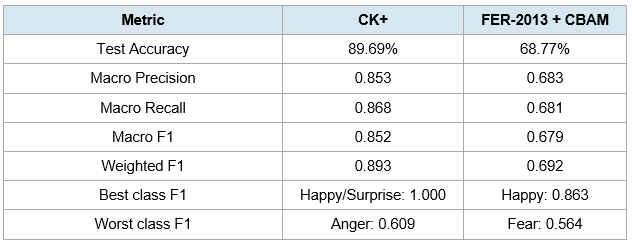 Metric CK+ FER-2013 + CBAM
Test Accuracy 89.69% 68.77%
Macro Precision 0.853 0.683
Macro Recall 0.868 0.681
Macro F1 0.852 0.679
Weighted F1 0.893 0.692
Best class F1 Happy/Surprise: 1.000 Happy: 0.863
Worst class F1 Anger: 0.609 Fear: 0.564